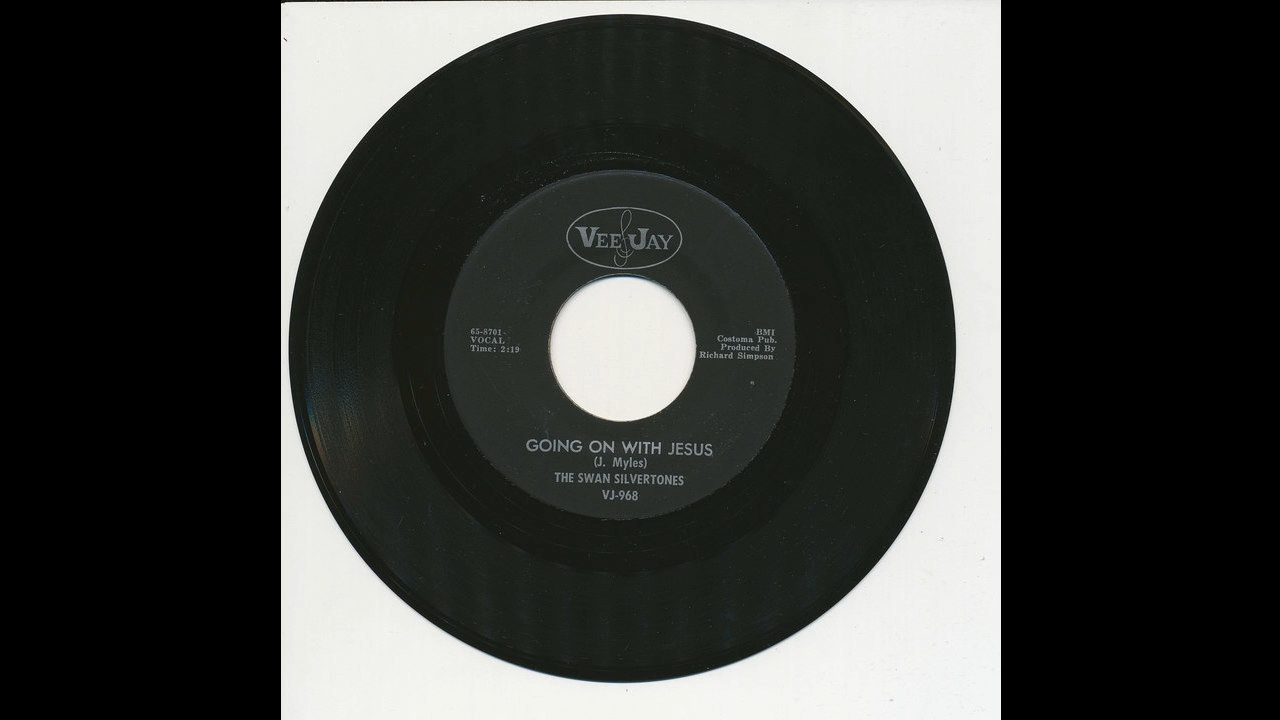 VEE JAY
65-8701
VOCAL
Time: 2:19
BMI
Costoma Pub.
Produced By
Richard Simpson
GOING ON WITH JESUS
(J. Myles)
THE SWAN SILVERTONES
VJ-968